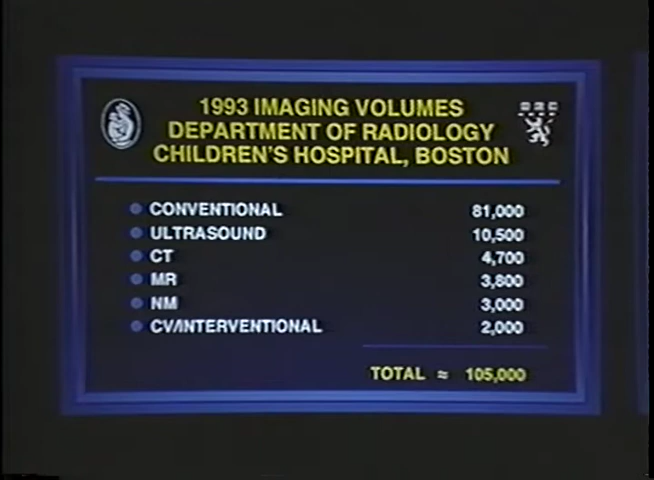 1993 IMAGING VOLUMES
DEPARTMENT OF RADIOLOGY
CHILDREN'S HOSPITAL, BOSTON
CONVENTIONAL 81,000
ULTRASOUND 10,500
CT 4,700
MR 3,800
NM 3,000
CV/INTERVENTIONAL 2,000
TOTAL ≈ 105,000